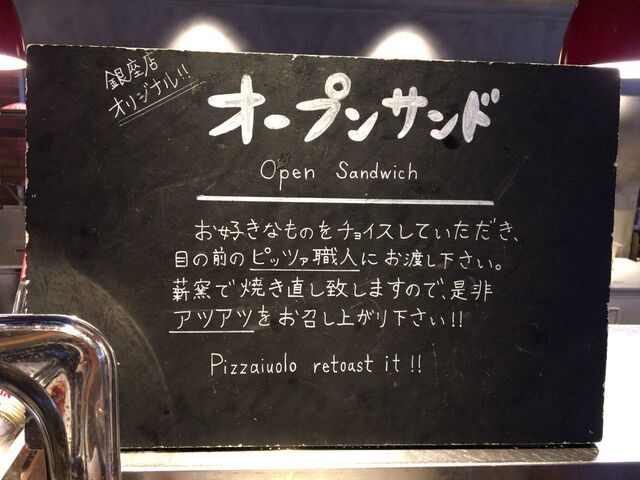 銀座店
オリジナル!!
オープンサンド
Open Sandwich
お好きなものをチョイスしていただき、
目の前のピッツァ職人にお渡し下さい。
薪窯で焼き直し致しますので、是非
アツアツをお召し上がり下さい!!
Pizzaiuolo retoast it !!